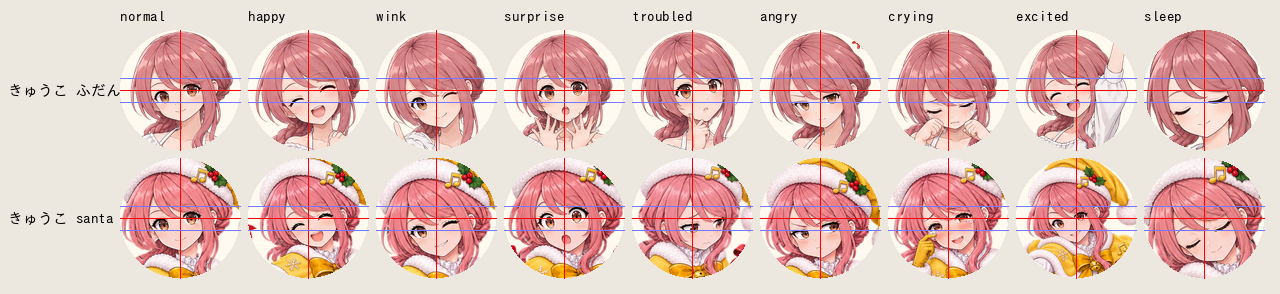 normal happy wink surprise troubled angry crying excited sleep
きゅうこ ふだん
きゅうこ santa